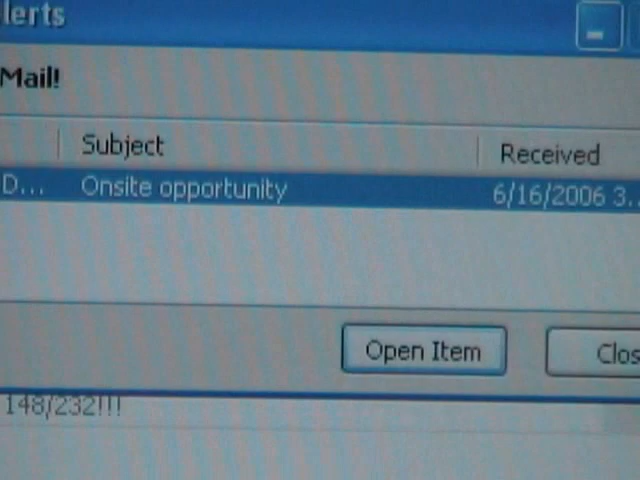 lerts
Mail!
Subject Received
D... Onsite opportunity 6/16/2006 3..
Open Item Clos
148/232!!!